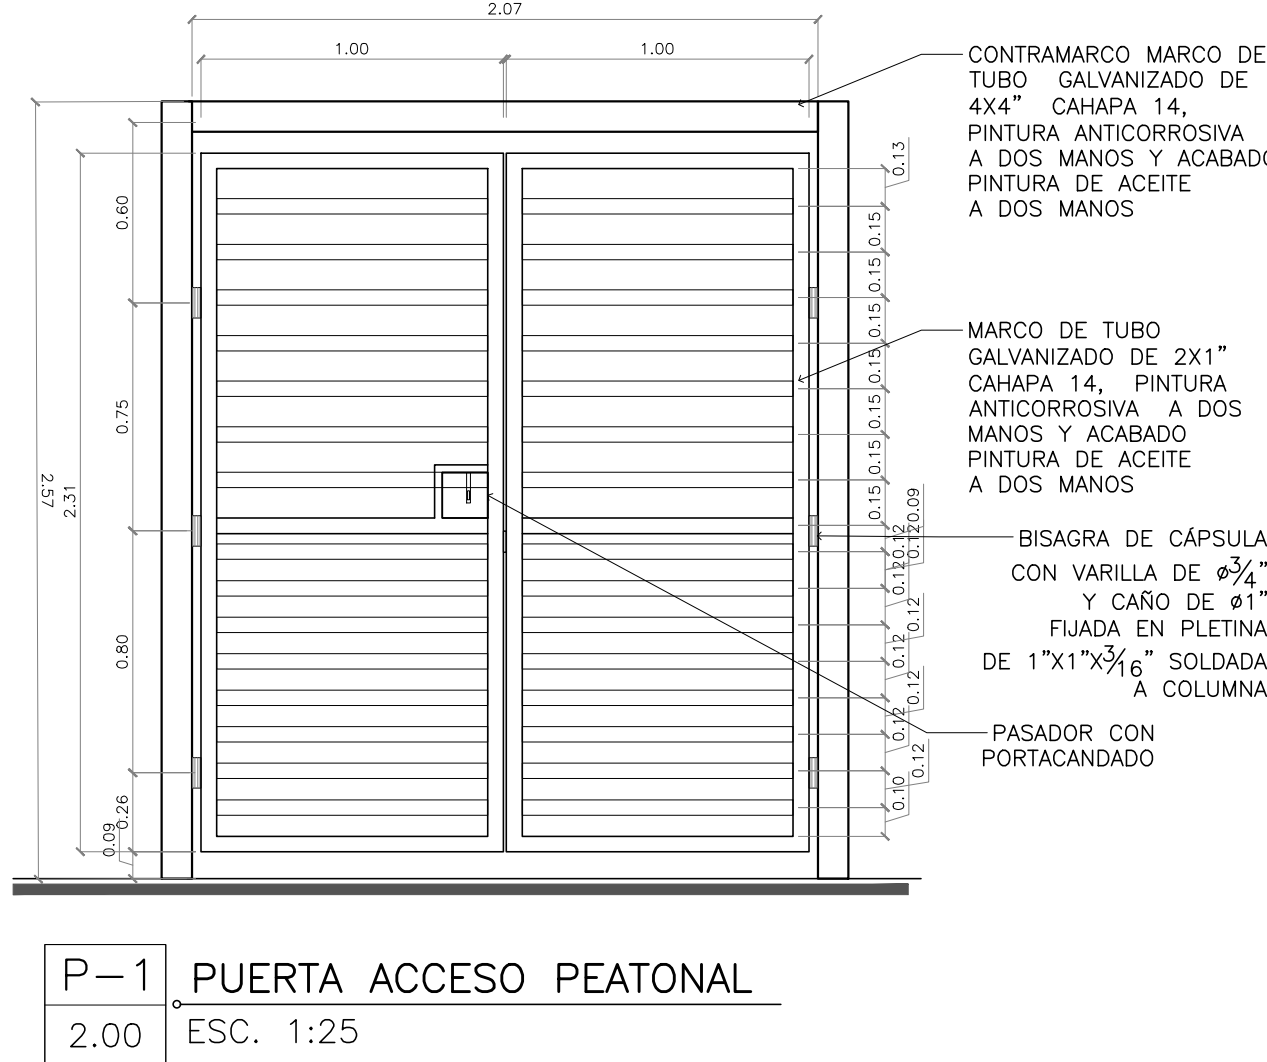 2.07
1.00
1.00
CONTRAMARCO MARCO DE
TUBO GALVANIZADO DE
4X4” CAHAPA 14,
PINTURA ANTICORROSIVA
A DOS MANOS Y ACABADO
PINTURA DE ACEITE
A DOS MANOS
0.13
0.60
0.15
0.15
0.15
0.15
0.15
0.15
0.15
MARCO DE TUBO
GALVANIZADO DE 2X1”
CAHAPA 14, PINTURA
ANTICORROSIVA A DOS
MANOS Y ACABADO
PINTURA DE ACEITE
A DOS MANOS
0.75
2.57
2.31
0.09
0.12
0.12
BISAGRA DE CÁPSULA
CON VARILLA DE ø3/4”
Y CAÑO DE ø1”
FIJADA EN PLETINA
DE 1”X1”X3/16” SOLDADA
A COLUMNA
0.12
0.12
0.12
0.12
0.12
0.12
0.10
0.80
0.26
0.09
PASADOR CON
PORTACANDADO
P-1
PUERTA ACCESO PEATONAL
2.00
ESC. 1:25